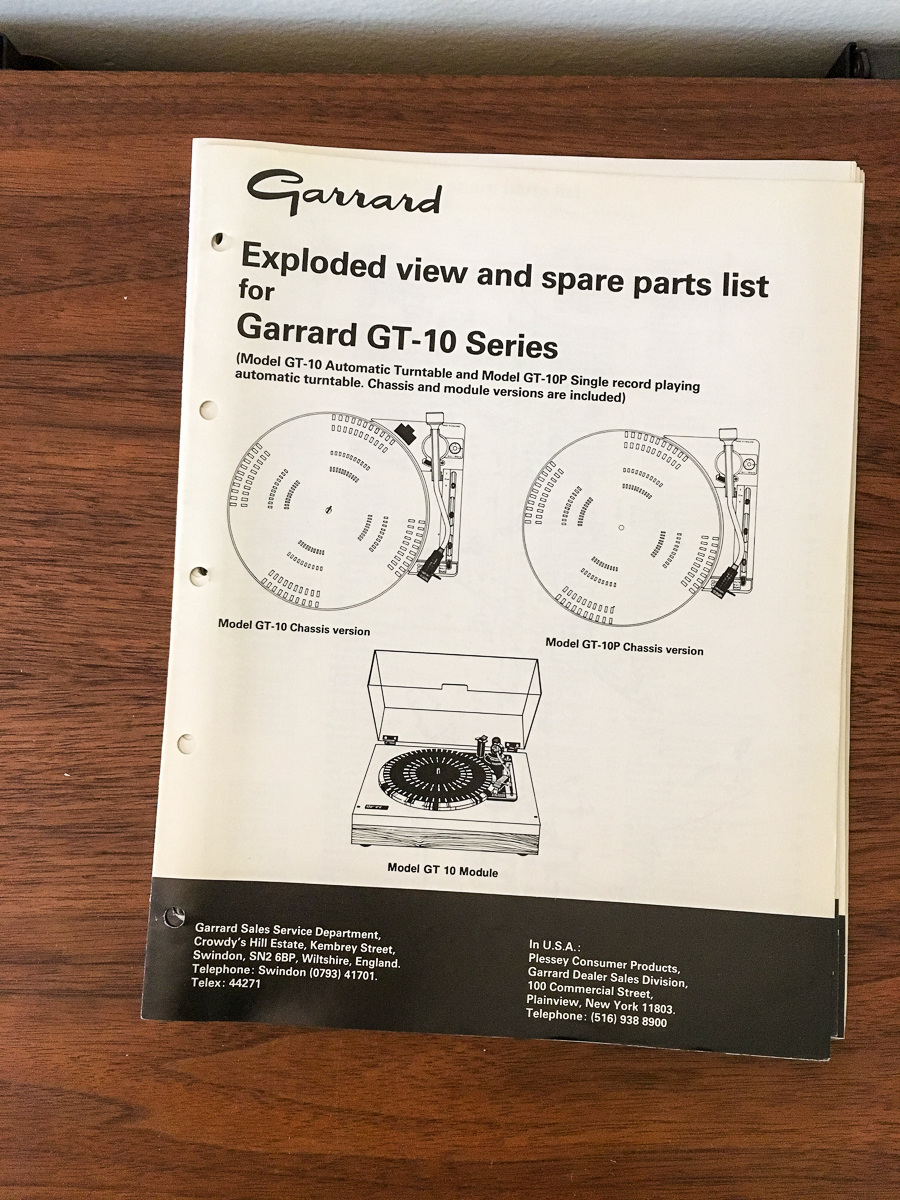 Garrard
Exploded view and spare parts list
for
Garrard GT-10 Series
(Model GT-10 Automatic Turntable and Model GT-10P Single record playing
automatic turntable. Chassis and module versions are included)
Model GT-10 Chassis version
Model GT-10P Chassis version
Model GT 10 Module
Garrard Sales Service Department,
Crowdy's Hill Estate, Kembrey Street,
Swindon, SN2 6BP, Wiltshire, England.
Telephone: Swindon (0793) 41701.
Telex: 44271
In U.S.A.:
Plessey Consumer Products,
Garrard Dealer Sales Division,
100 Commercial Street,
Plainview, New York 11803.
Telephone: (516) 938 8900